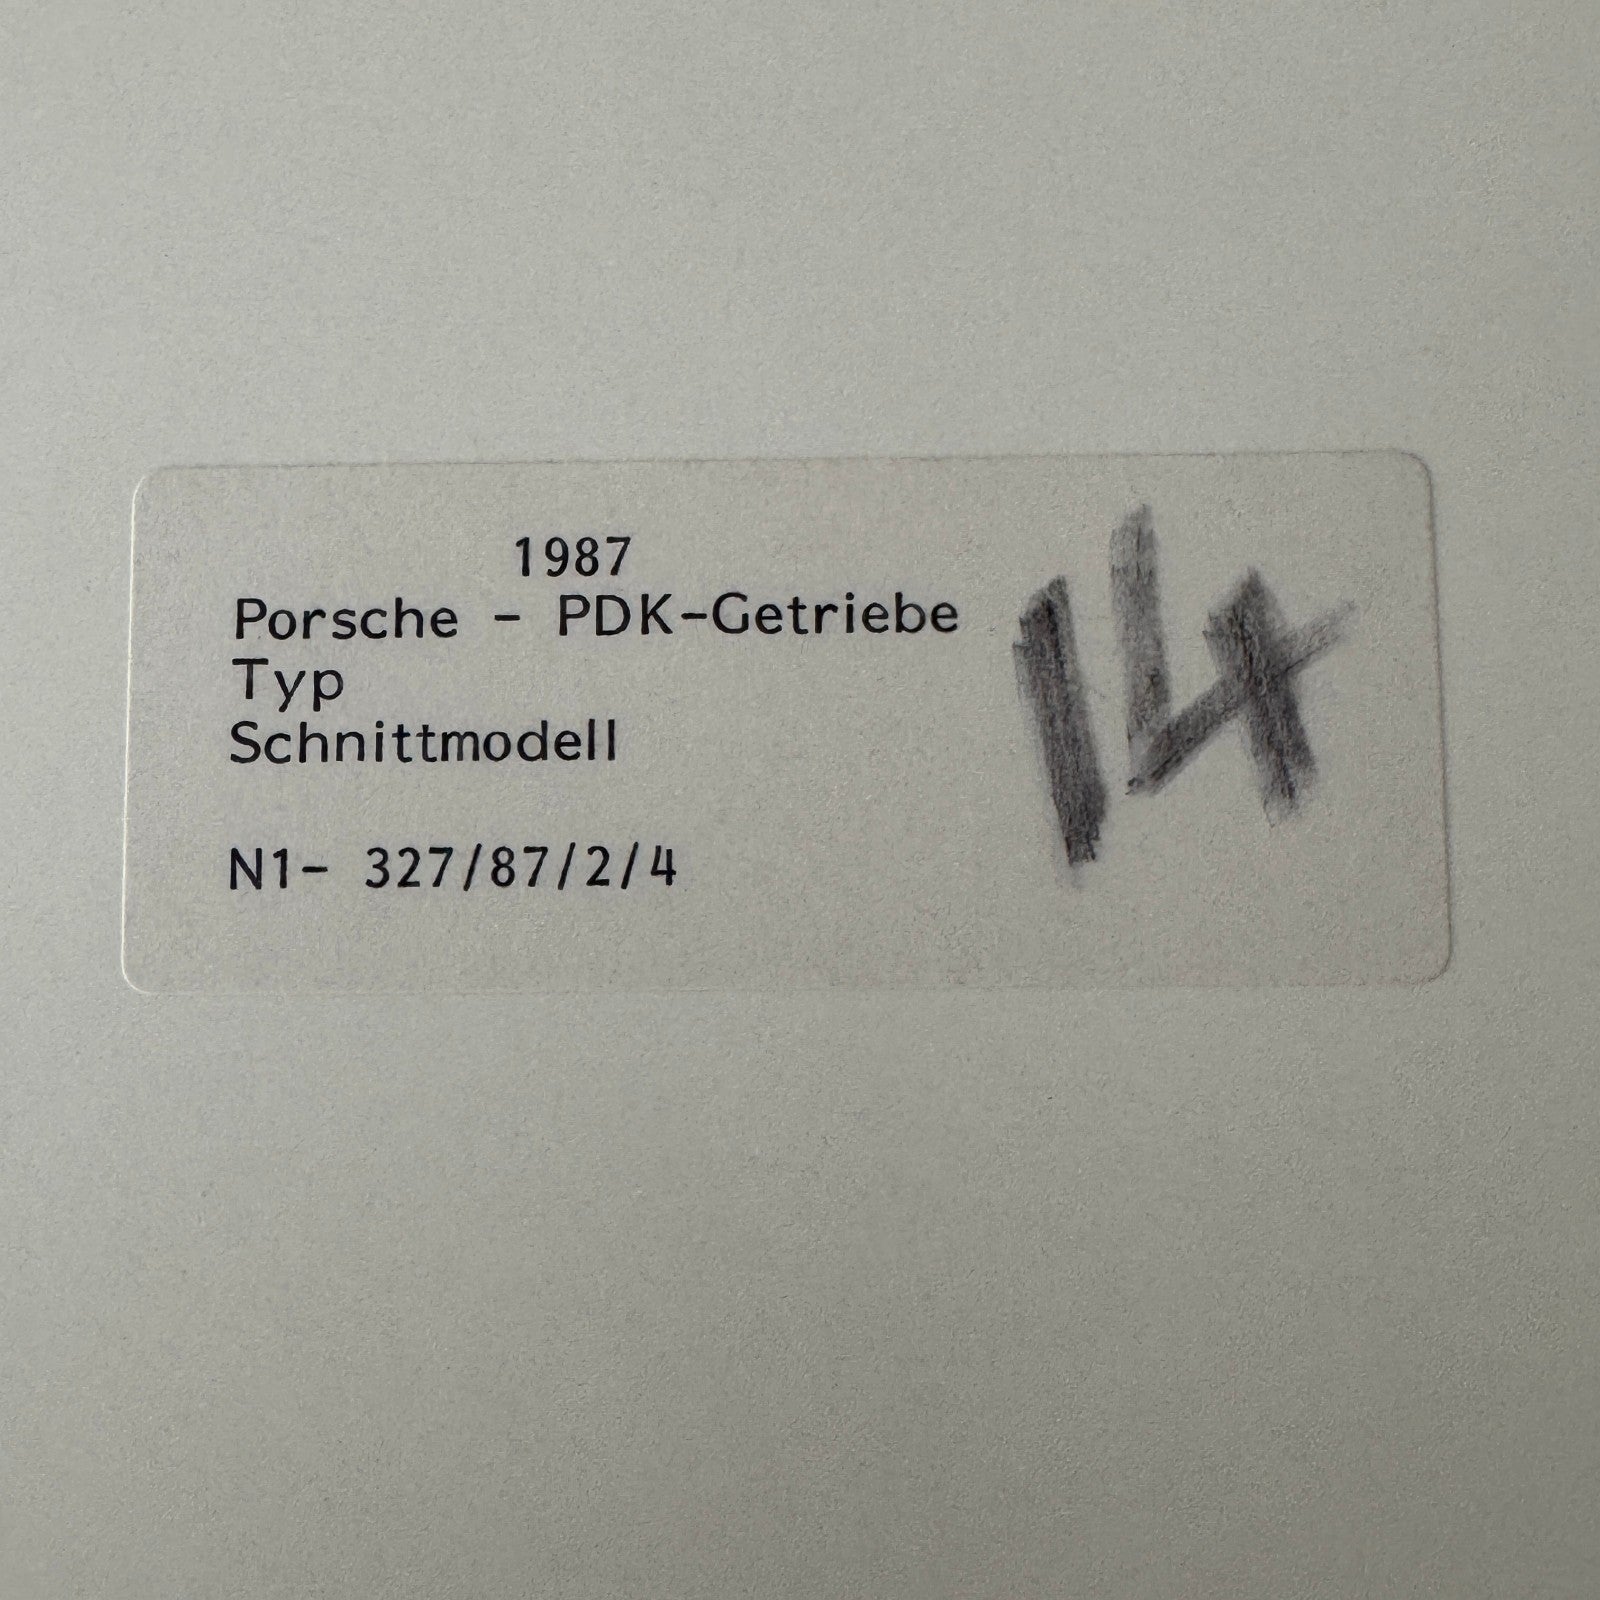 1987
Porsche - PDK-Getriebe
Typ
Schnittmodell
N1- 327/87/2/4
14